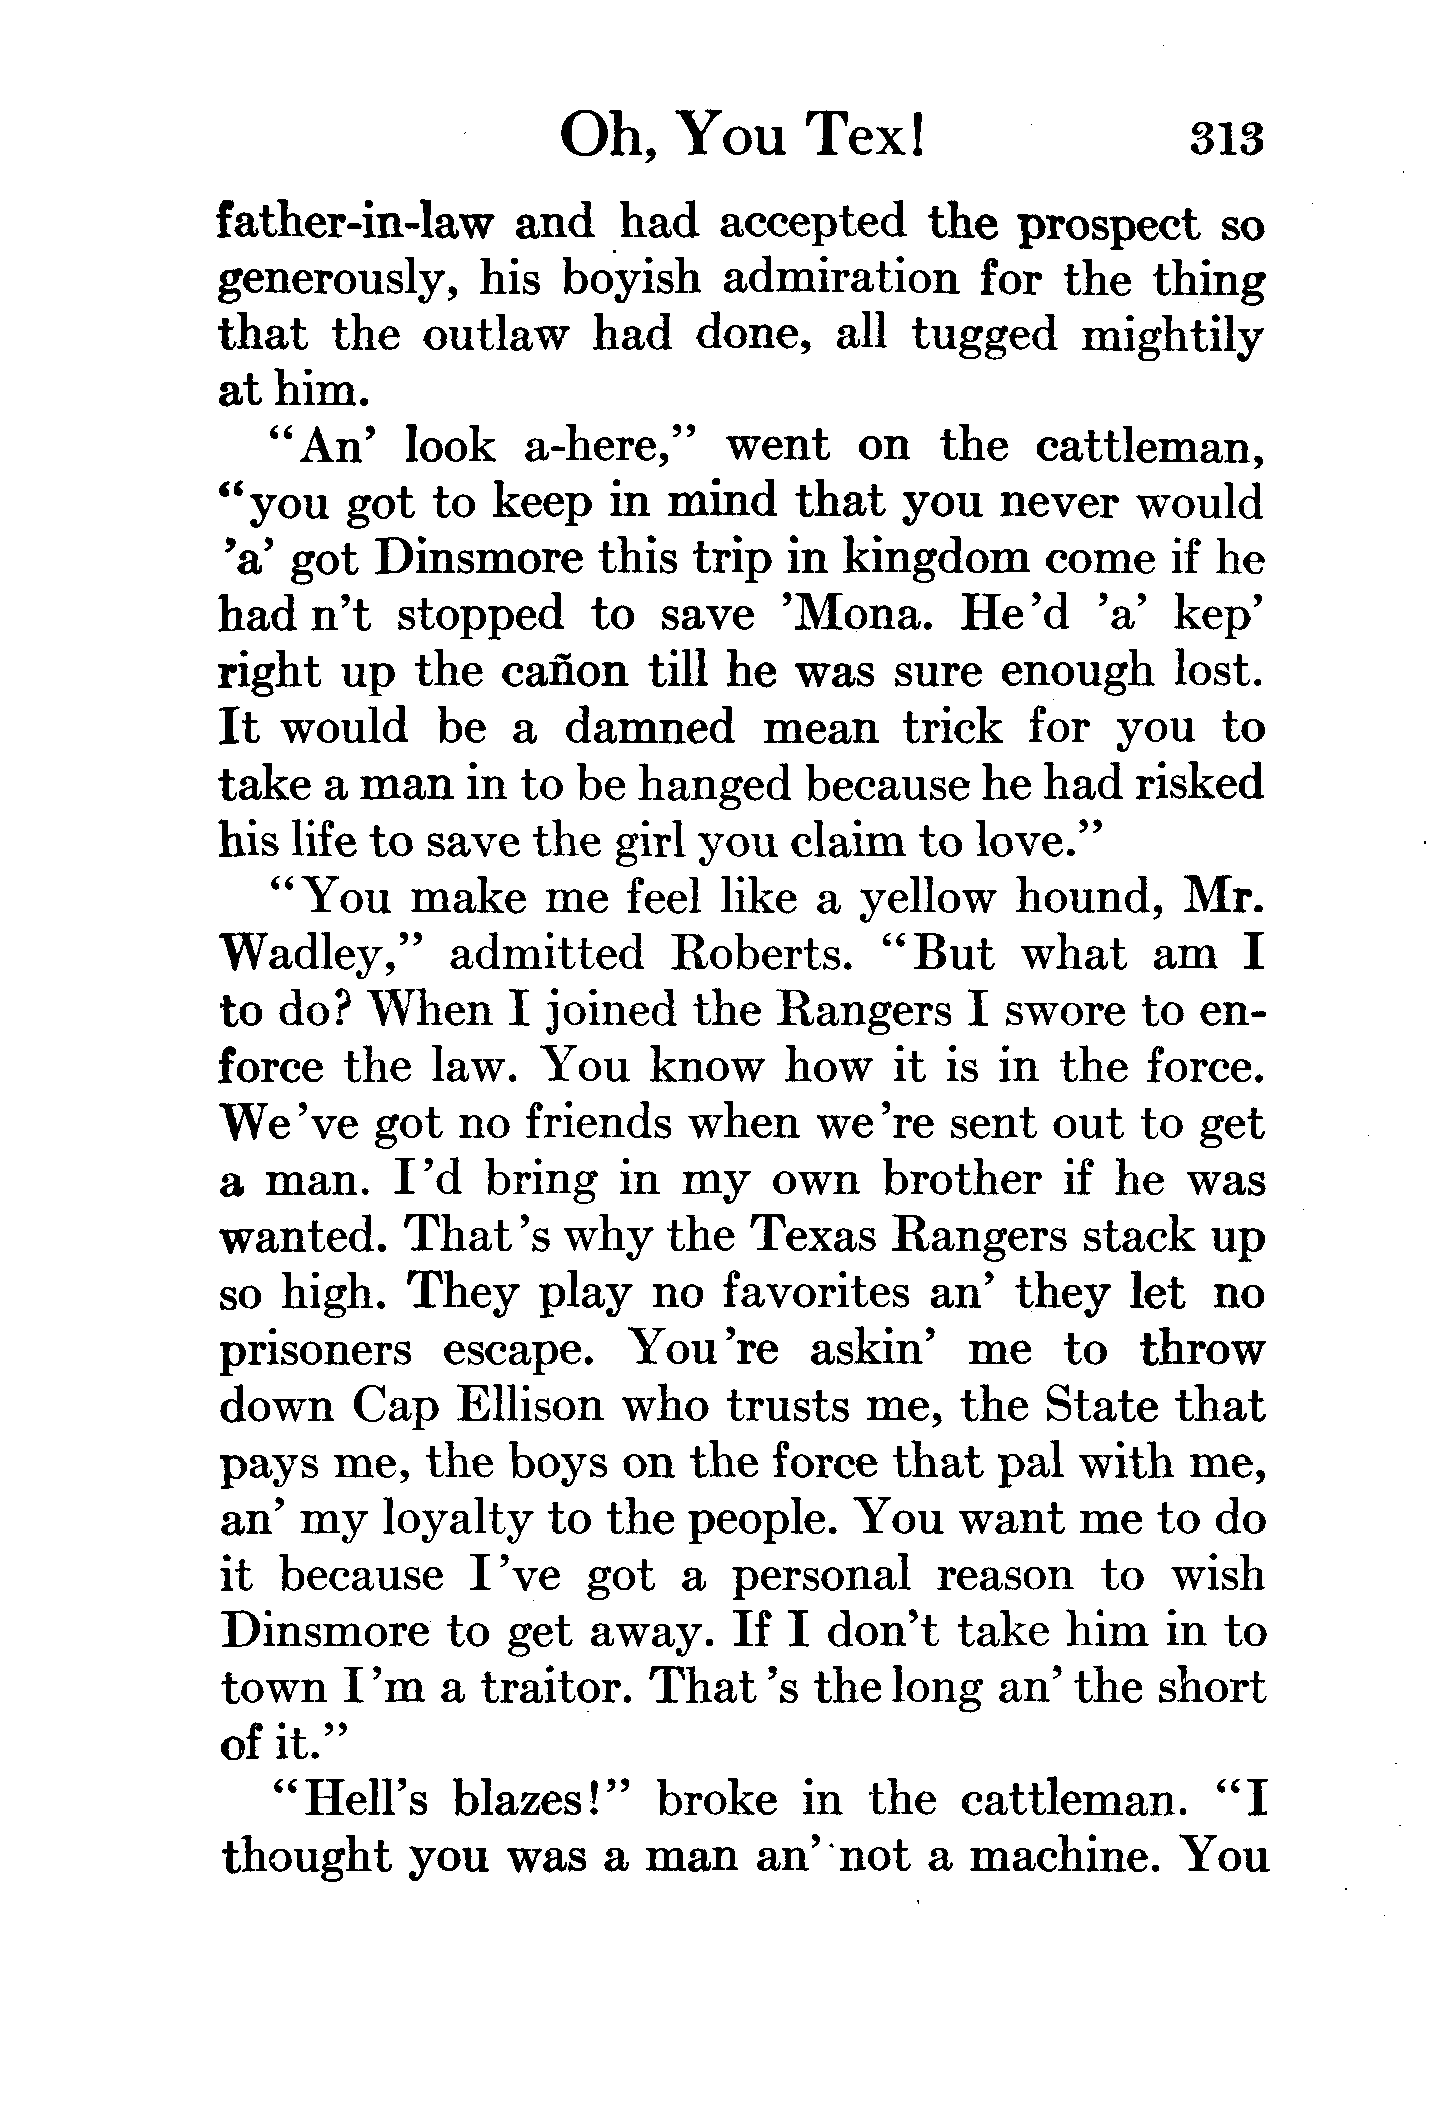 Oh, You Tex! 313
father-in-law and had accepted the prospect so
generously, his boyish admiration for the thing
that the outlaw had done, all tugged mightily
at him.
"An' look a-here," went on the cattleman,
"you got to keep in mind that you never would
'a' got Dinsmore this trip in kingdom come if he
had n't stopped to save 'Mona. He'd 'a' kep'
right up the cañon till he was sure enough lost.
It would be a damned mean trick for you to
take a man in to be hanged because he had risked
his life to save the girl you claim to love."
"You make me feel like a yellow hound, Mr.
Wadley," admitted Roberts. "But what am I
to do? When I joined the Rangers I swore to en-
force the law. You know how it is in the force.
We've got no friends when we're sent out to get
a man. I'd bring in my own brother if he was
wanted. That's why the Texas Rangers stack up
so high. They play no favorites an' they let no
prisoners escape. You're askin' me to throw
down Cap Ellison who trusts me, the State that
pays me, the boys on the force that pal with me,
an' my loyalty to the people. You want me to do
it because I've got a personal reason to wish
Dinsmore to get away. If I don't take him in to
town I'm a traitor. That's the long an' the short
of it."
"Hell's blazes!" broke in the cattleman. "I
thought you was a man an' not a machine. You